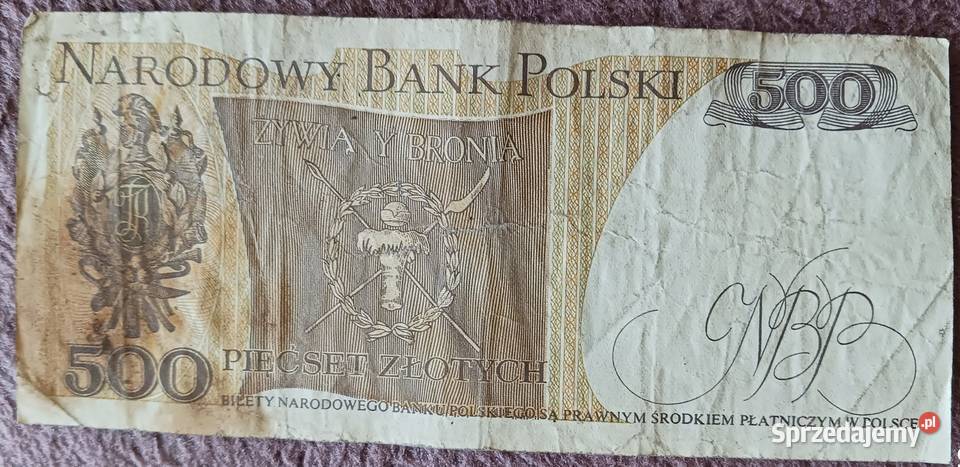 NARODOWY BANK POLSKI
500
ŻYWIĄ Y BRONIĄ
TK
NBP
500
PIĘĆSET ZŁOTYCH
BILETY NARODOWEGO BANKU POLSKIEGO SĄ PRAWNYM ŚRODKIEM PŁATNICZYM W POLSCE
Sprzedajemy.pl